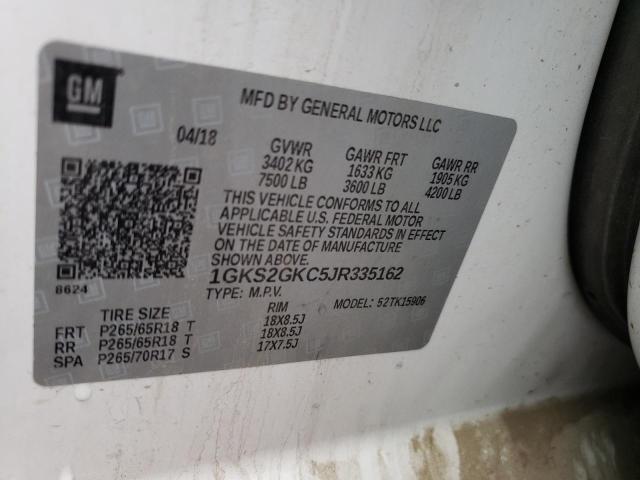 GM
MFD BY GENERAL MOTORS LLC
04/18
GVWR GAWR FRT GAWR RR
3402 KG 1633 KG 1905 KG
7500 LB 3600 LB 4200 LB
THIS VEHICLE CONFORMS TO ALL
APPLICABLE U.S. FEDERAL MOTOR
VEHICLE SAFETY STANDARDS IN EFFECT
ON THE DATE OF MANUFACTURE
SHOWN ABOVE.
8624
1GKS2GKC5JR335162
TYPE: M.P.V. MODEL: 52TK15906
TIRE SIZE RIM
FRT P265/65R18 T 18X8.5J
RR P265/65R18 T 18X8.5J
SPA P265/70R17 S 17X7.5J